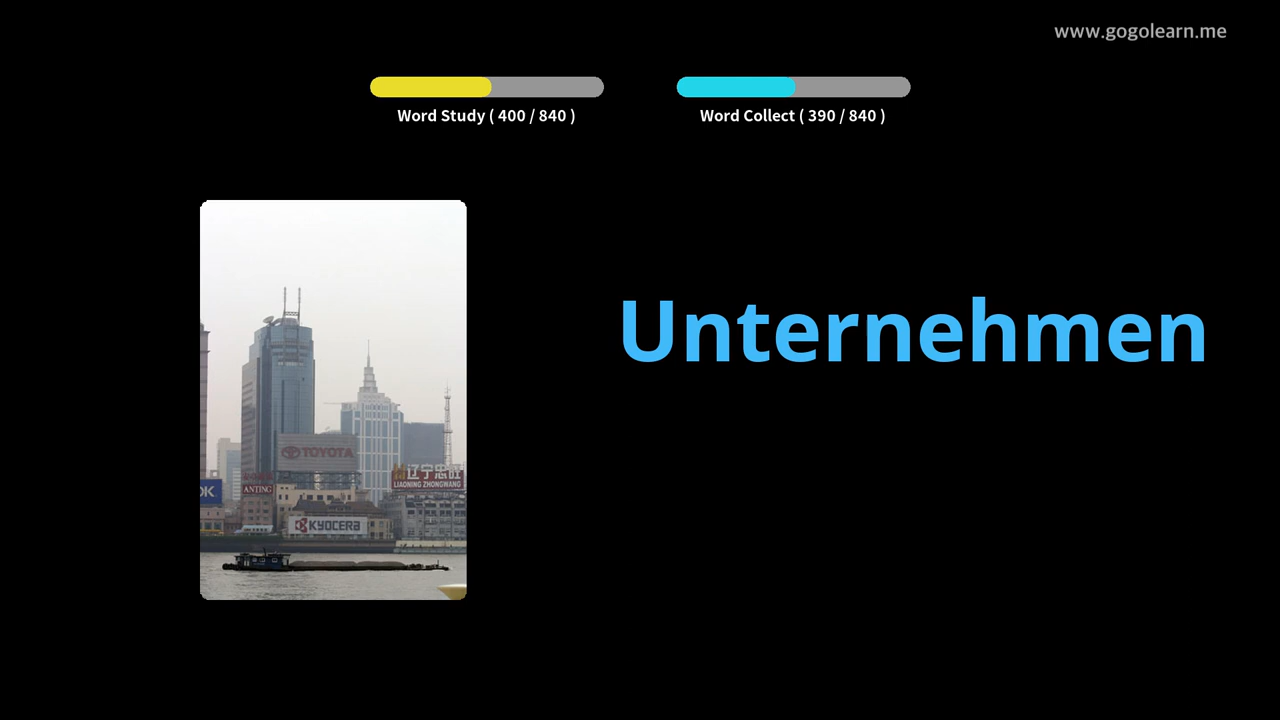 www.gogolearn.me
Word Study ( 400 / 840 )
Word Collect ( 390 / 840 )
Unternehmen
TOYOTA
辽宁忠旺
LIAONING ZHONGWANG
ANTING
KYOCERA